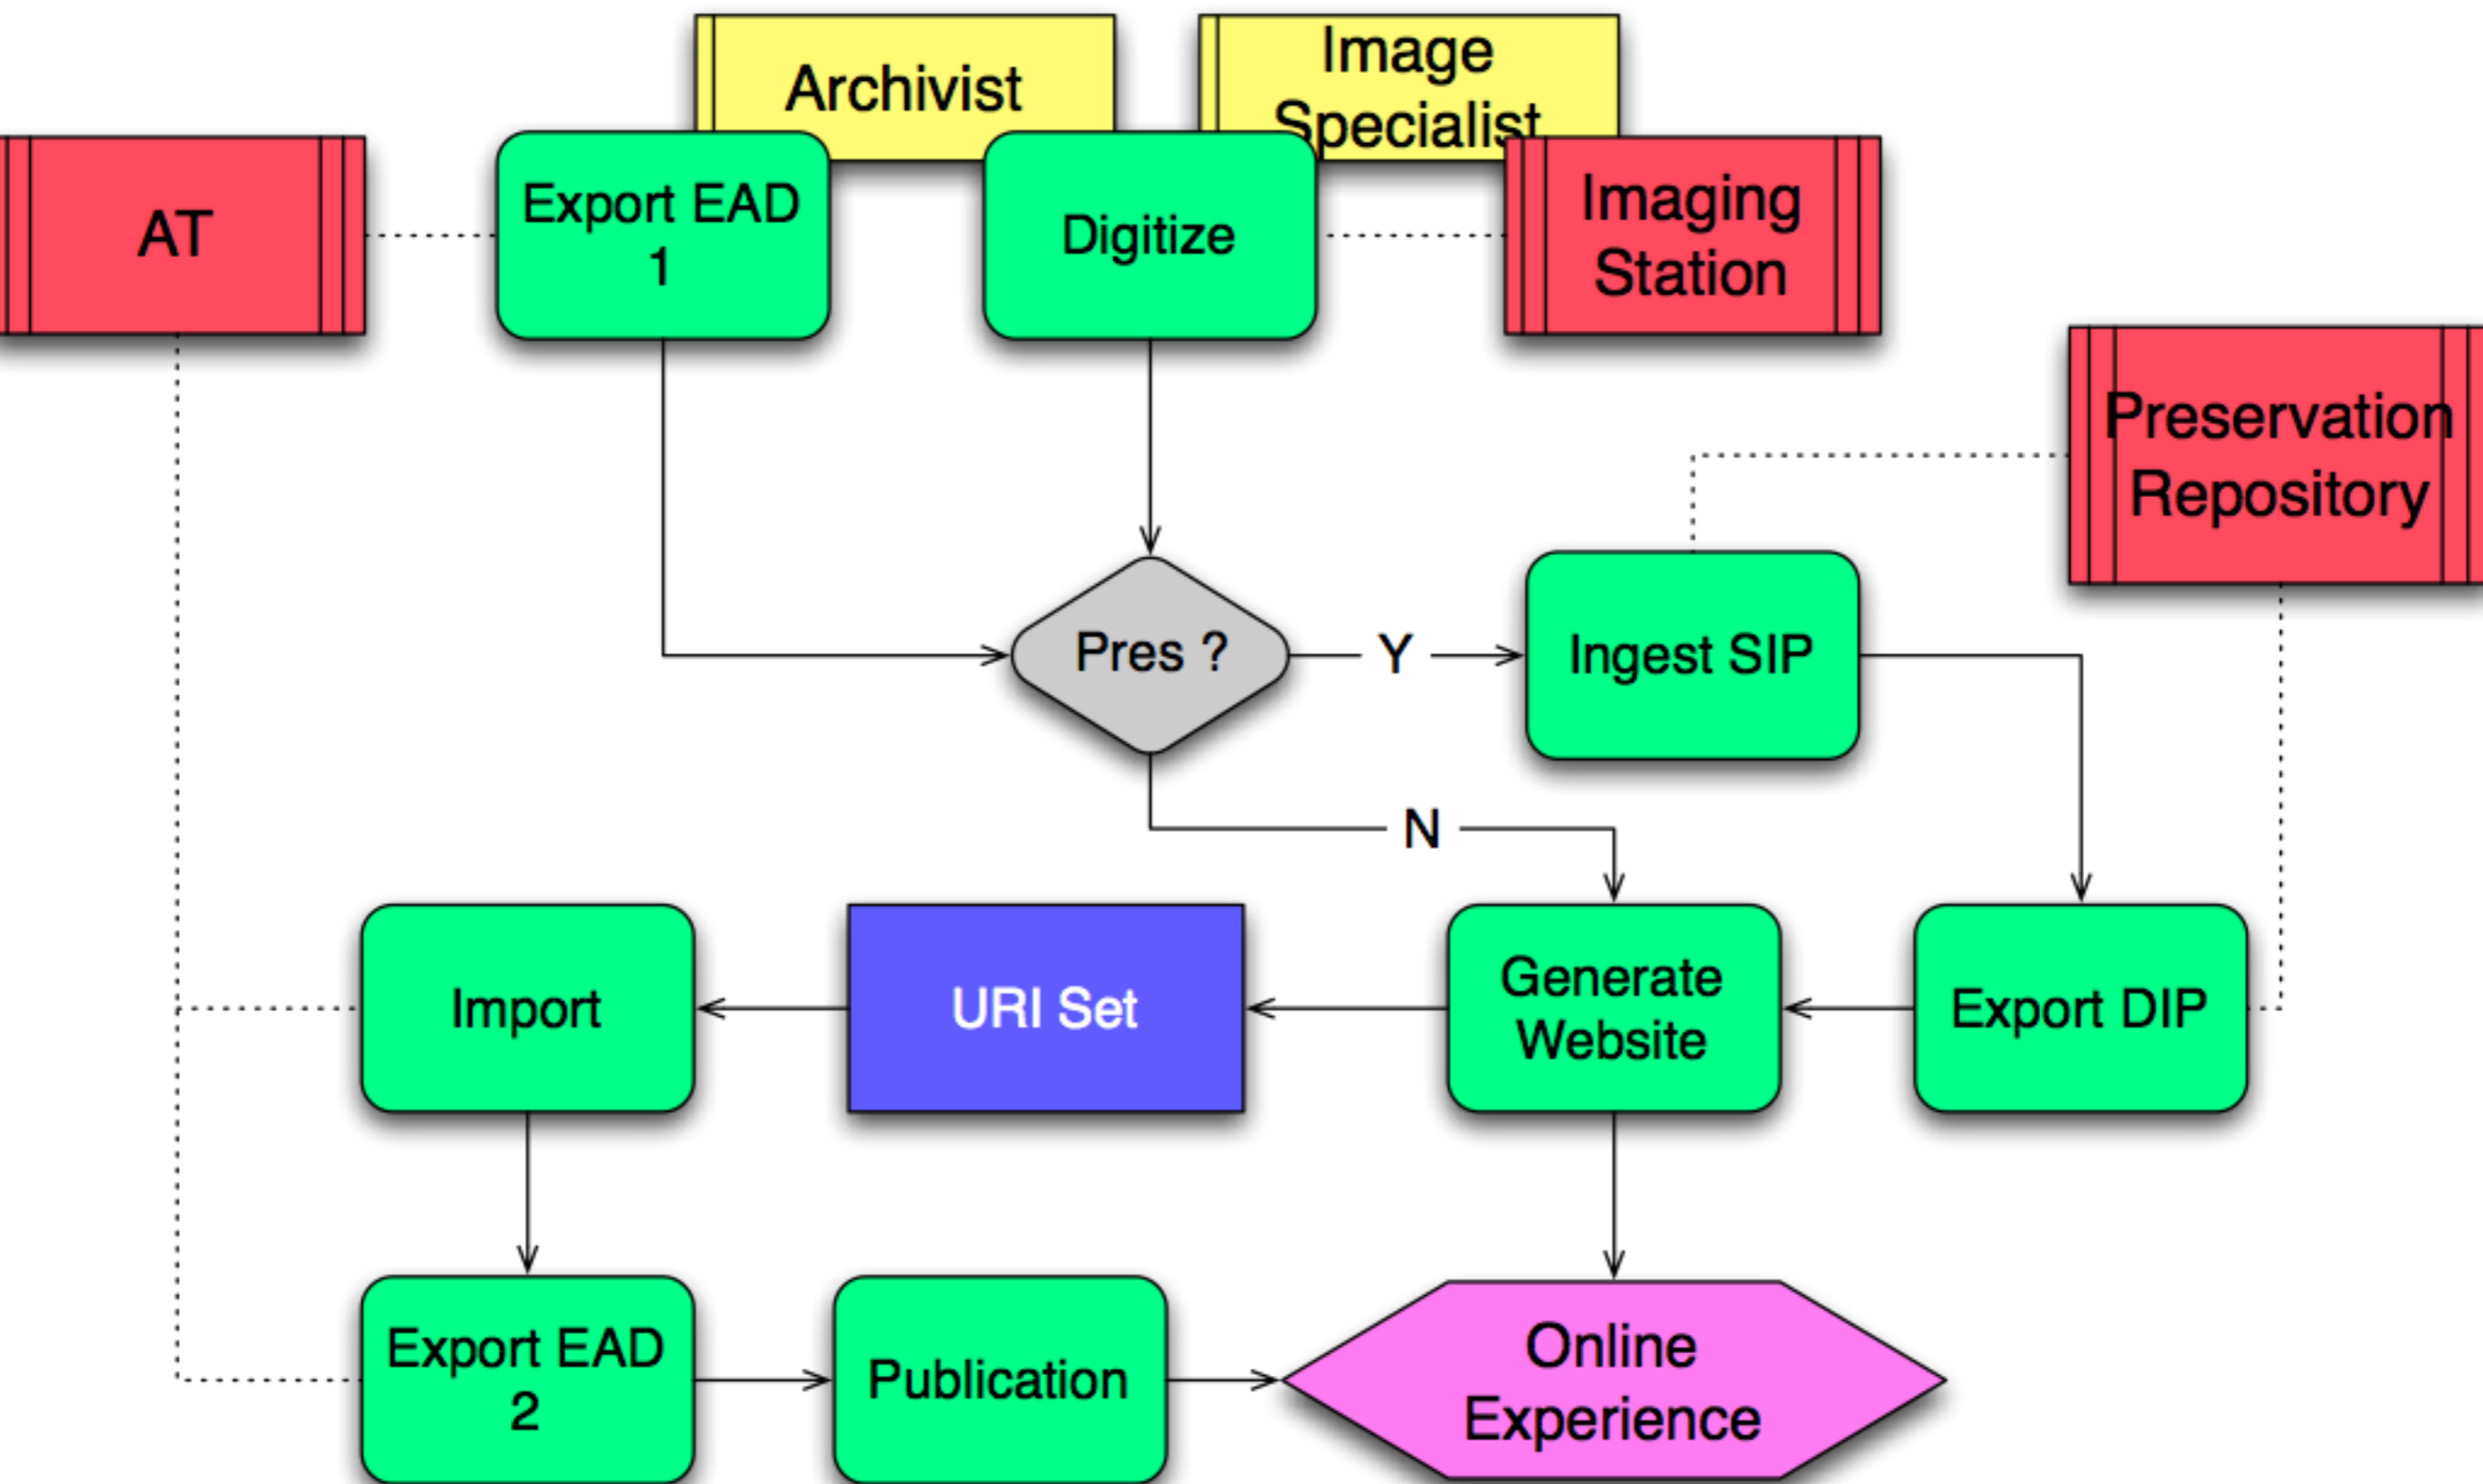 Archivist
Image
Specialist
AT
Export EAD
1
Digitize
Imaging
Station
Preservation
Repository
Pres ?
Y
Ingest SIP
N
Import
URI Set
Generate
Website
Export DIP
Export EAD
2
Publication
Online
Experience